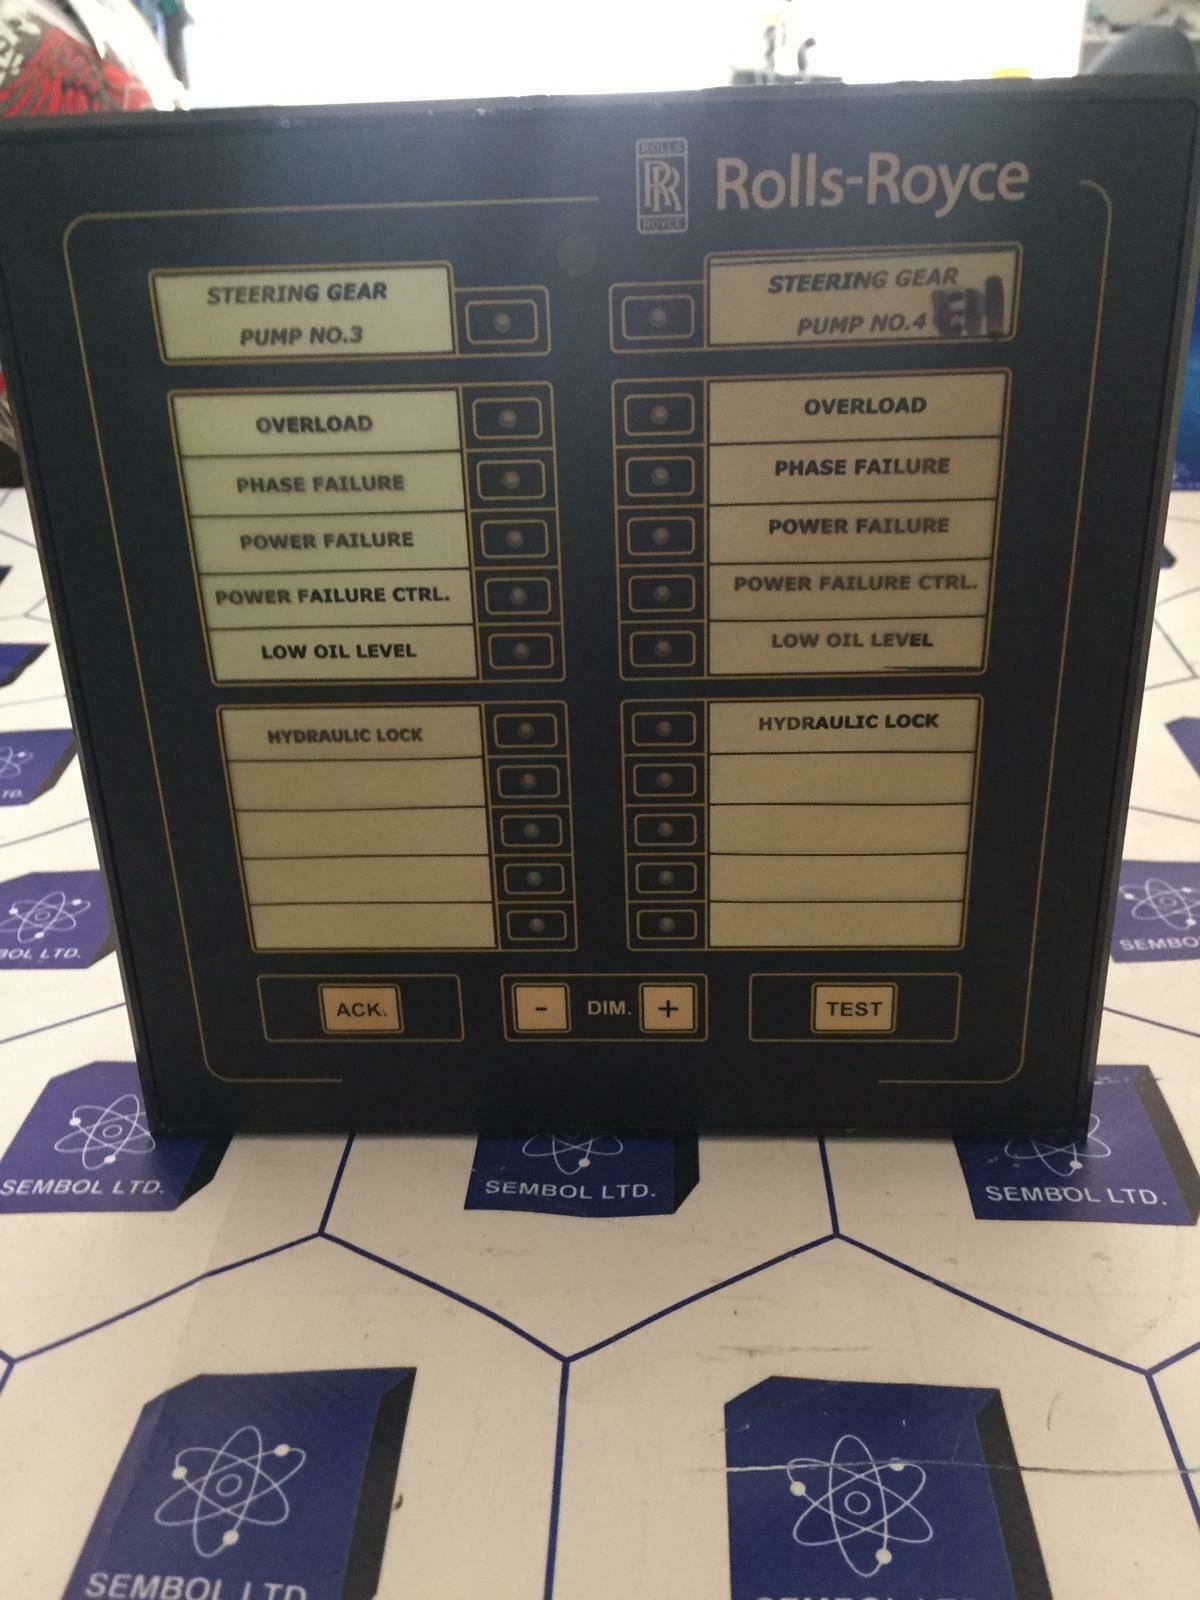 ROLLS
RR
ROYCE
Rolls-Royce
STEERING GEAR
PUMP NO.3
STEERING GEAR
PUMP NO.4
OVERLOAD
PHASE FAILURE
POWER FAILURE
POWER FAILURE CTRL.
LOW OIL LEVEL
OVERLOAD
PHASE FAILURE
POWER FAILURE
POWER FAILURE CTRL.
LOW OIL LEVEL
HYDRAULIC LOCK
HYDRAULIC LOCK
ACK.
- DIM. +
TEST
SEMBOL LTD.
SEMBOL LTD.
SEMBOL LTD.
SEMBOL LTD.